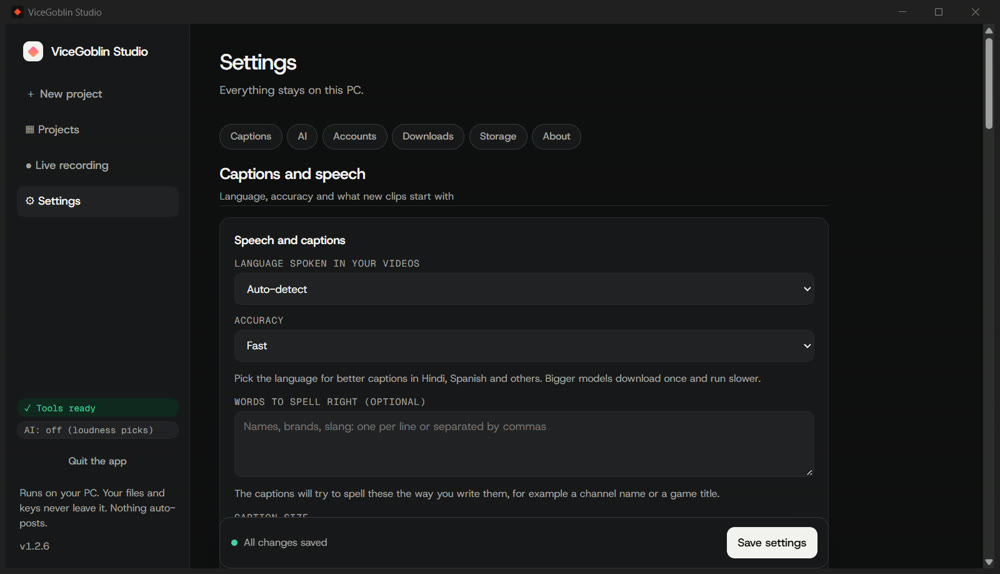 ViceGoblin Studio
ViceGoblin Studio
+ New project
Projects
Live recording
Settings
✓ Tools ready
AI: off (loudness picks)
Quit the app
Runs on your PC. Your files and
keys never leave it. Nothing auto-
posts.
v1.2.6
Settings
Everything stays on this PC.
Captions AI Accounts Downloads Storage About
Captions and speech
Language, accuracy and what new clips start with
Speech and captions
LANGUAGE SPOKEN IN YOUR VIDEOS
Auto-detect
ACCURACY
Fast
Pick the language for better captions in Hindi, Spanish and others. Bigger models download once and run slower.
WORDS TO SPELL RIGHT (OPTIONAL)
Names, brands, slang: one per line or separated by commas
The captions will try to spell these the way you write them, for example a channel name or a game title.
CAPTION SIZE
All changes saved
Save settings